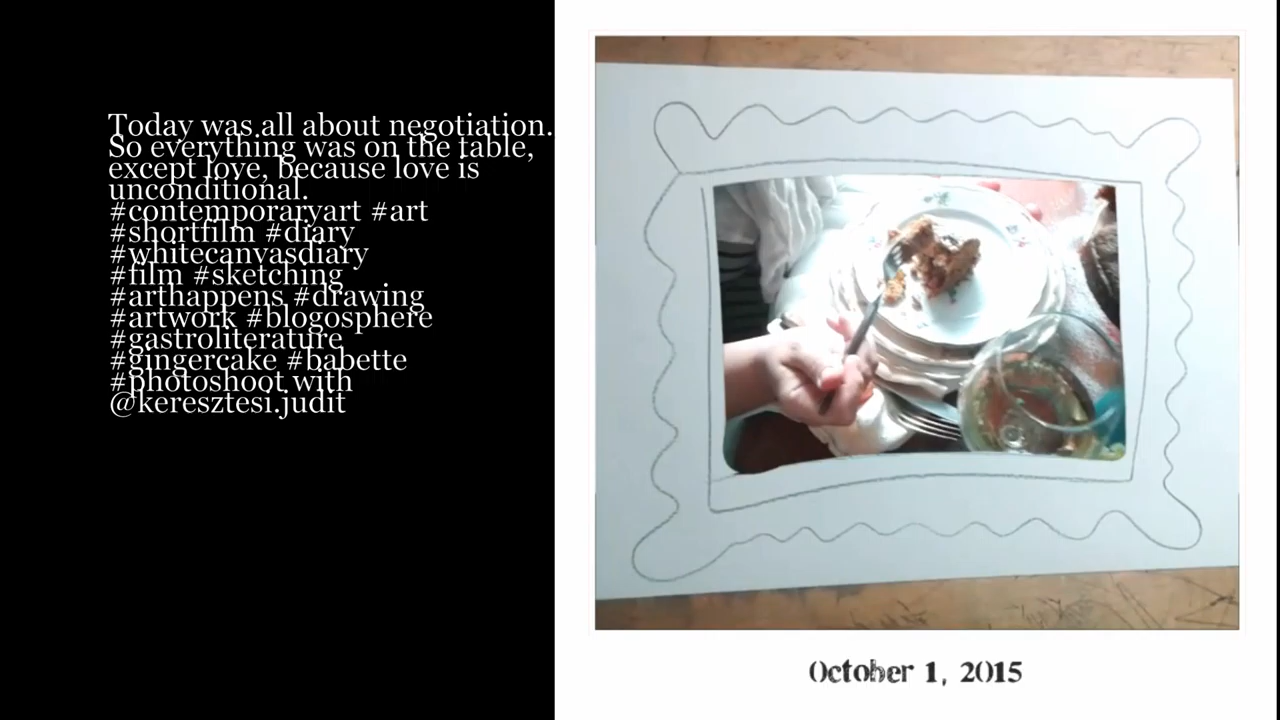 Today was all about negotiation.
So everything was on the table,
except love, because love is
unconditional.
#contemporaryart #art
#shortfilm #diary
#whitecanvasdiary
#film #sketching
#arthappens #drawing
#artwork #blogosphere
#gastroliterature
#gingercake #babette
#photoshoot with
@keresztesi.judit
October 1, 2015